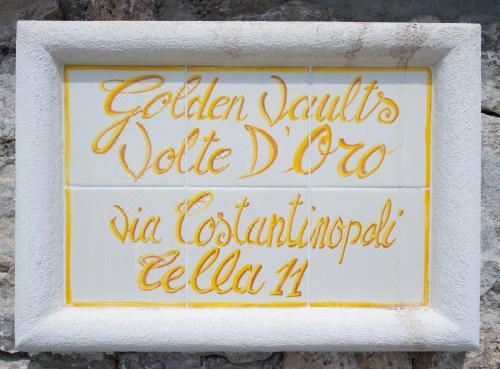 Golden Vaults
Volte D'Oro
via Costantinopoli
Cella 11